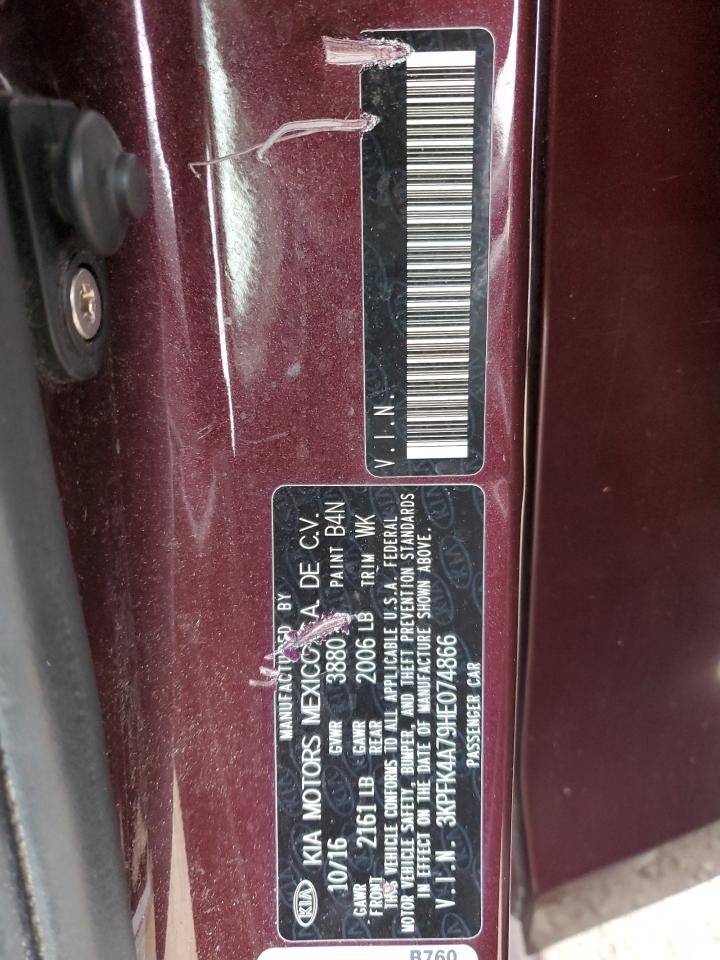 V.I.N.
MANUFACTURED BY
KIA KIA MOTORS MEXICO A. DE C.V.
10/16 GVWR 3880 PAINT B4N
GAWR FRONT 2161 LB GAWR REAR 2006 LB TRIM WK
THIS VEHICLE CONFORMS TO ALL APPLICABLE U.S.A. FEDERAL
MOTOR VEHICLE SAFETY, BUMPER, AND THEFT PREVENTION STANDARDS
IN EFFECT ON THE DATE OF MANUFACTURE SHOWN ABOVE.
V.I.N. 3KPFK4A79HE074866
PASSENGER CAR
B760